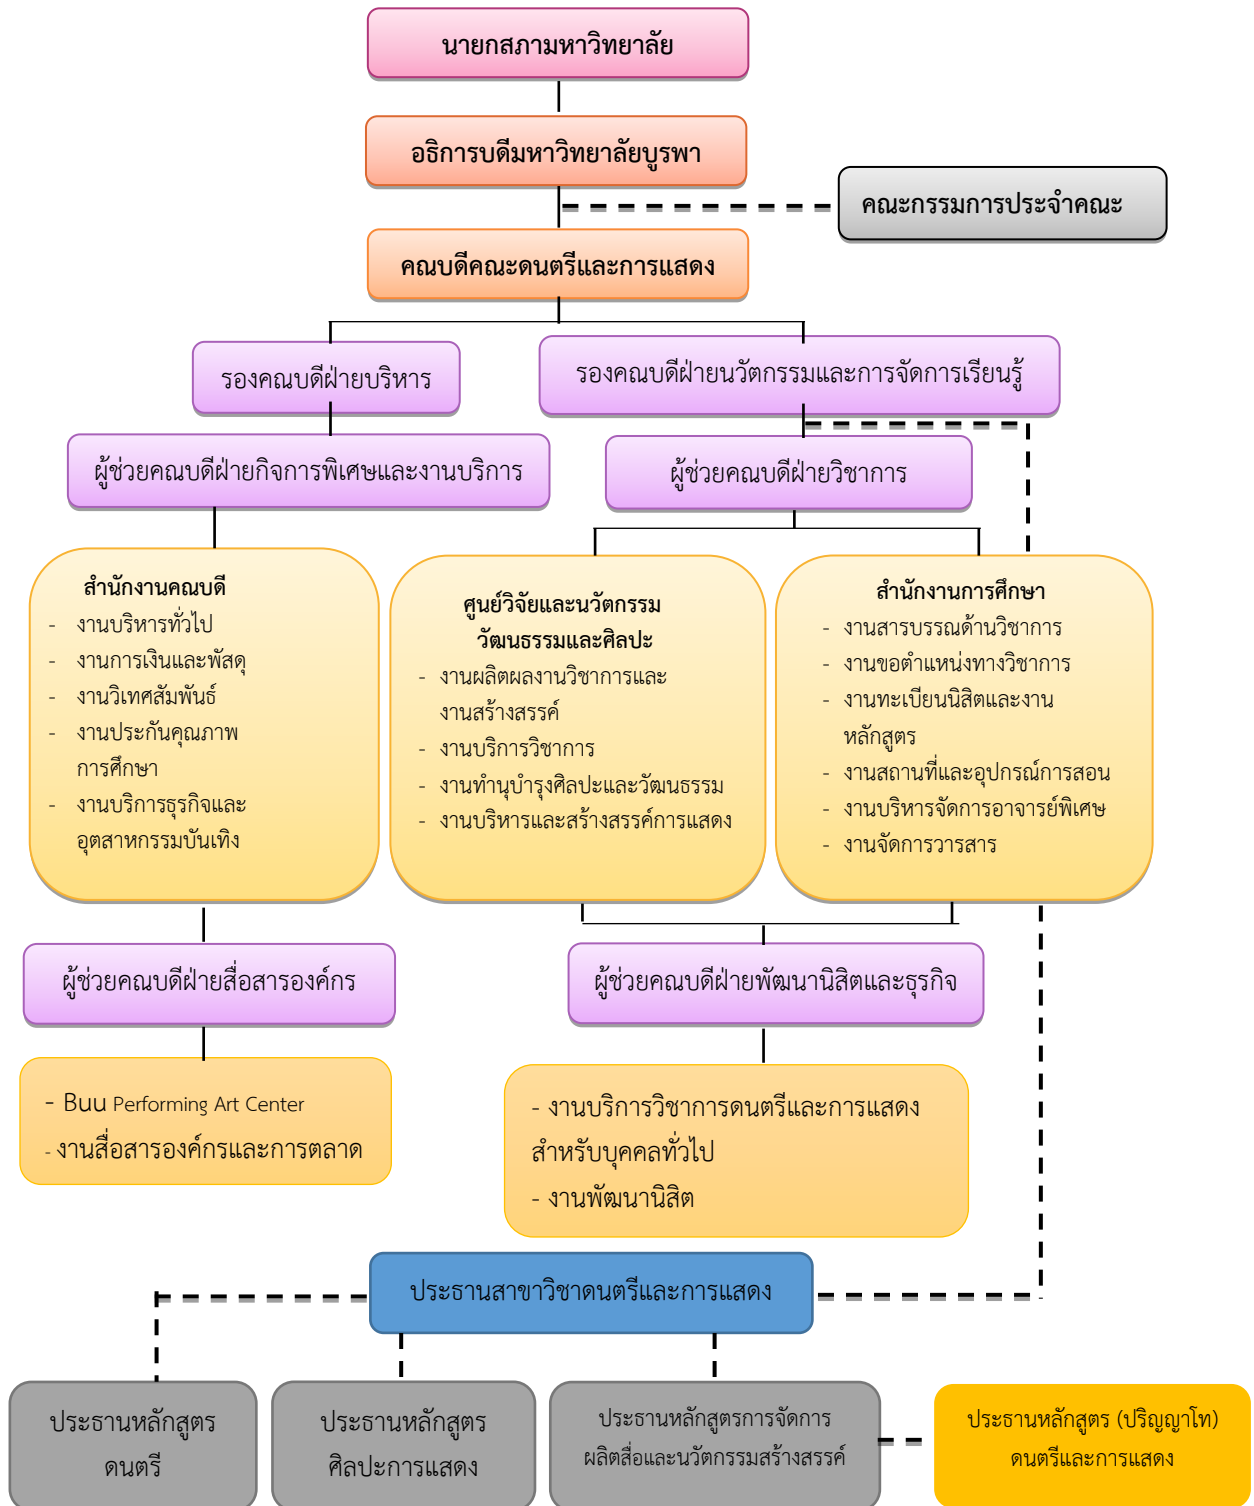 นายกสภามหาวิทยาลัย
อธิการบดีมหาวิทยาลัยบูรพา
คณะกรรมการประจำคณะ
คณบดีคณะดนตรีและการแสดง
รองคณบดีฝ่ายบริหาร
รองคณบดีฝ่ายนวัตกรรมและการจัดการเรียนรู้
ผู้ช่วยคณบดีฝ่ายกิจการพิเศษและงานบริการ
ผู้ช่วยคณบดีฝ่ายวิชาการ
สำนักงานคณบดี
- งานบริหารทั่วไป
- งานการเงินและพัสดุ
- งานวิเทศสัมพันธ์
- งานประกันคุณภาพ
การศึกษา
- งานบริการธุรกิจและ
อุตสาหกรรมบันเทิง
ศูนย์วิจัยและนวัตกรรม
วัฒนธรรมและศิลปะ
- งานผลิตผลงานวิชาการและ
งานสร้างสรรค์
- งานบริการวิชาการ
- งานทำนุบำรุงศิลปะและวัฒนธรรม
- งานบริหารและสร้างสรรค์การแสดง
สำนักงานการศึกษา
- งานสารบรรณด้านวิชาการ
- งานขอตำแหน่งทางวิชาการ
- งานทะเบียนนิสิตและงาน
หลักสูตร
- งานสถานที่และอุปกรณ์การสอน
- งานบริหารจัดการอาจารย์พิเศษ
- งานจัดการวารสาร
ผู้ช่วยคณบดีฝ่ายสื่อสารองค์กร
ผู้ช่วยคณบดีฝ่ายพัฒนานิสิตและธุรกิจ
- Buu Performing Art Center
- งานสื่อสารองค์กรและการตลาด
- งานบริการวิชาการดนตรีและการแสดง
สำหรับบุคคลทั่วไป
- งานพัฒนานิสิต
ประธานสาขาวิชาดนตรีและการแสดง
ประธานหลักสูตร
ดนตรี
ประธานหลักสูตร
ศิลปะการแสดง
ประธานหลักสูตรการจัดการ
ผลิตสื่อและนวัตกรรมสร้างสรรค์
ประธานหลักสูตร (ปริญญาโท)
ดนตรีและการแสดง